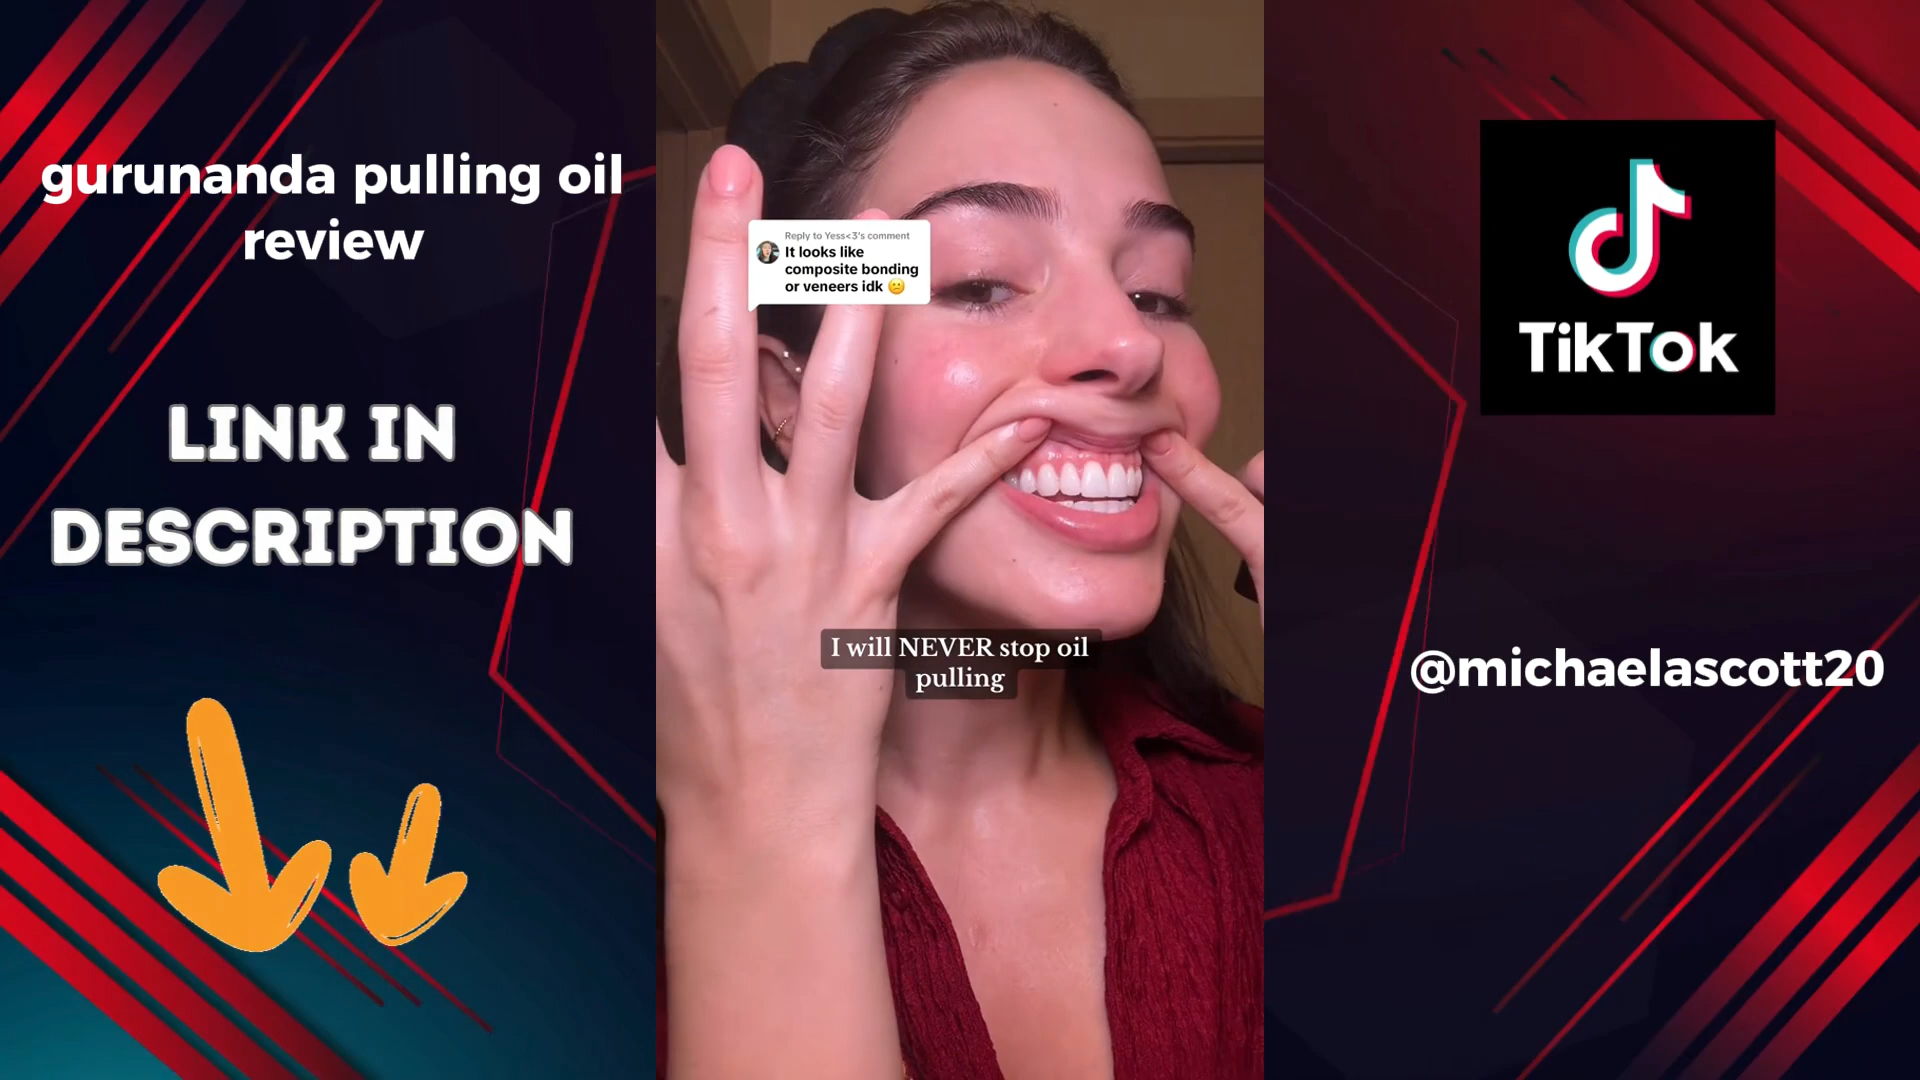 gurunanda pulling oil
review
LINK IN
DESCRIPTION
Reply to Yess<3's comment
It looks like
composite bonding
or veneers idk 😕
I will NEVER stop oil
pulling
TikTok
@michaelascott20